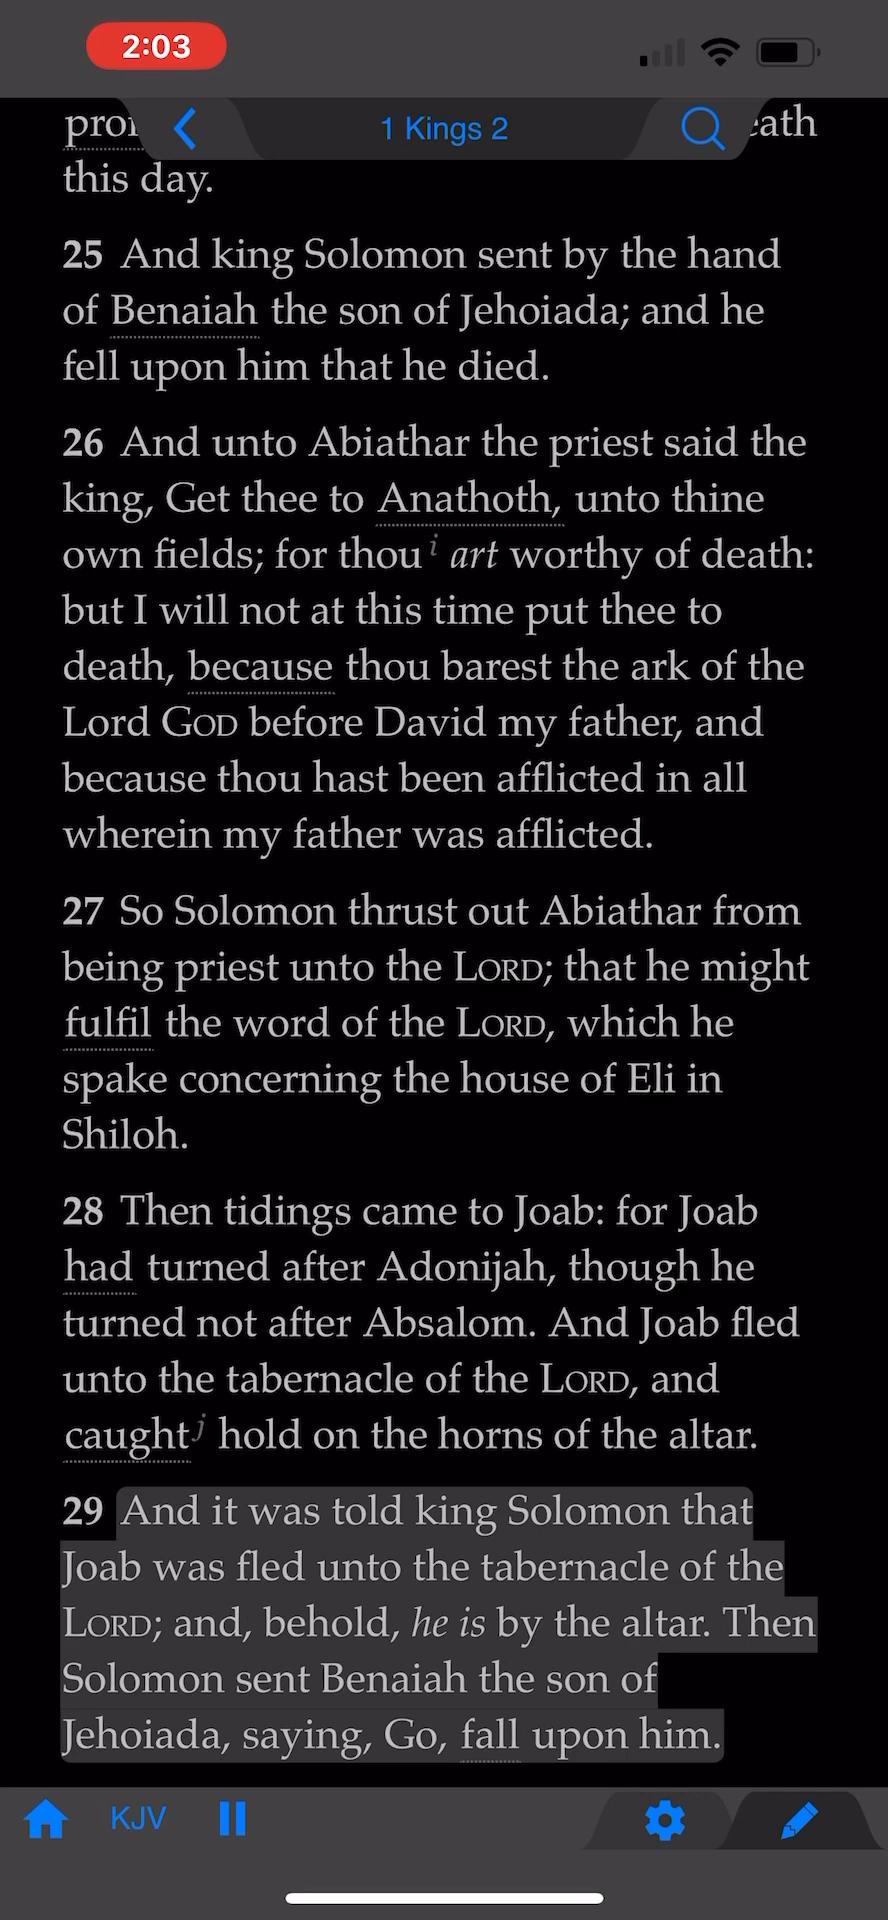 2:03
1 Kings 2
this day.
25 And king Solomon sent by the hand
of Benaiah the son of Jehoiada; and he
fell upon him that he died.
26 And unto Abiathar the priest said the
king, Get thee to Anathoth, unto thine
own fields; for thou i art worthy of death:
but I will not at this time put thee to
death, because thou barest the ark of the
Lord GOD before David my father, and
because thou hast been afflicted in all
wherein my father was afflicted.
27 So Solomon thrust out Abiathar from
being priest unto the LORD; that he might
fulfil the word of the LORD, which he
spake concerning the house of Eli in
Shiloh.
28 Then tidings came to Joab: for Joab
had turned after Adonijah, though he
turned not after Absalom. And Joab fled
unto the tabernacle of the LORD, and
caught j hold on the horns of the altar.
29 And it was told king Solomon that
Joab was fled unto the tabernacle of the
LORD; and, behold, he is by the altar. Then
Solomon sent Benaiah the son of
Jehoiada, saying, Go, fall upon him.
KJV